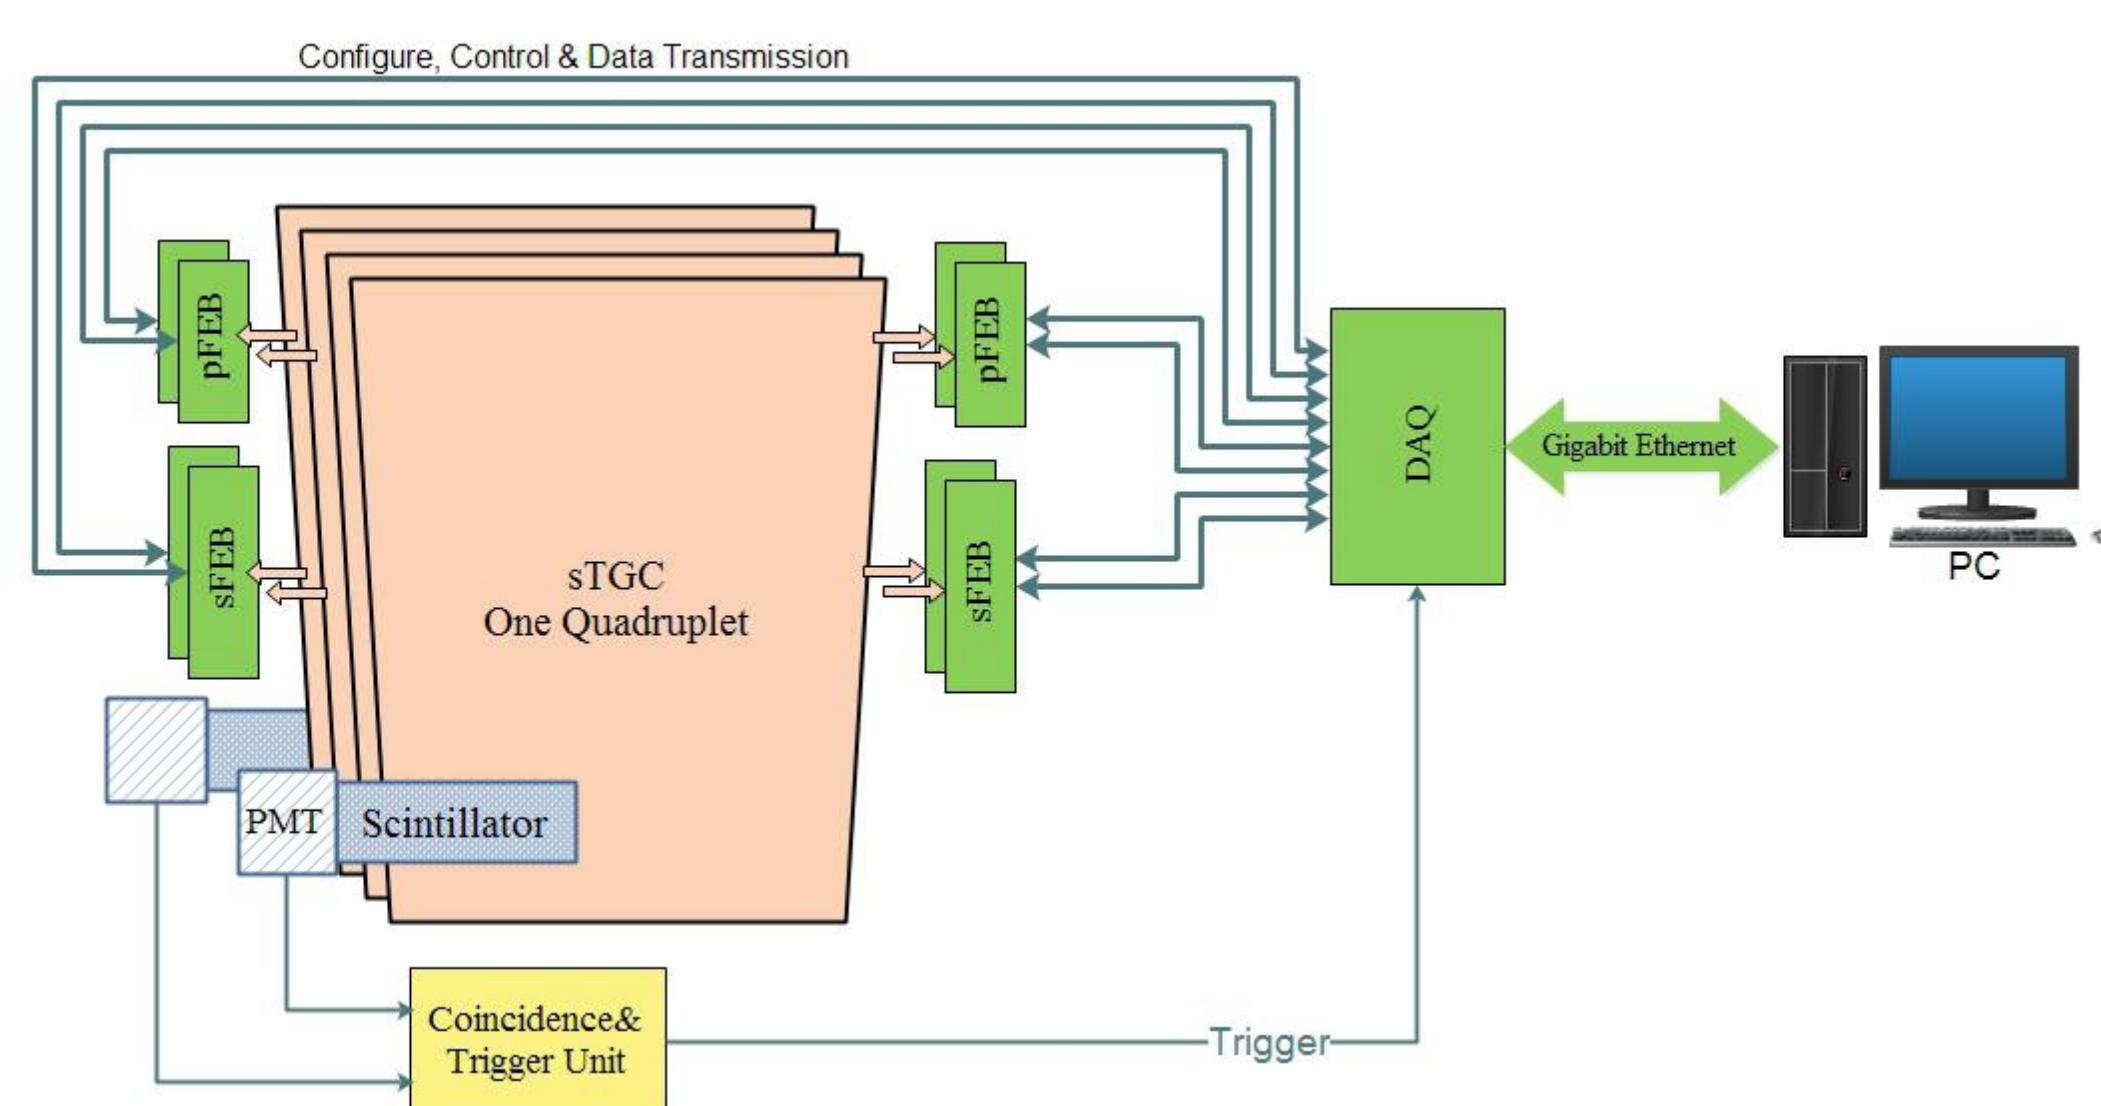 Configure, Control & Data Transmission
pFEB
pFEB
sFEB
sFEB
sTGC
One Quadruplet
DAQ
Gigabit Ethernet
PC
PMT
Scintillator
Coincidence&
Trigger Unit
Trigger